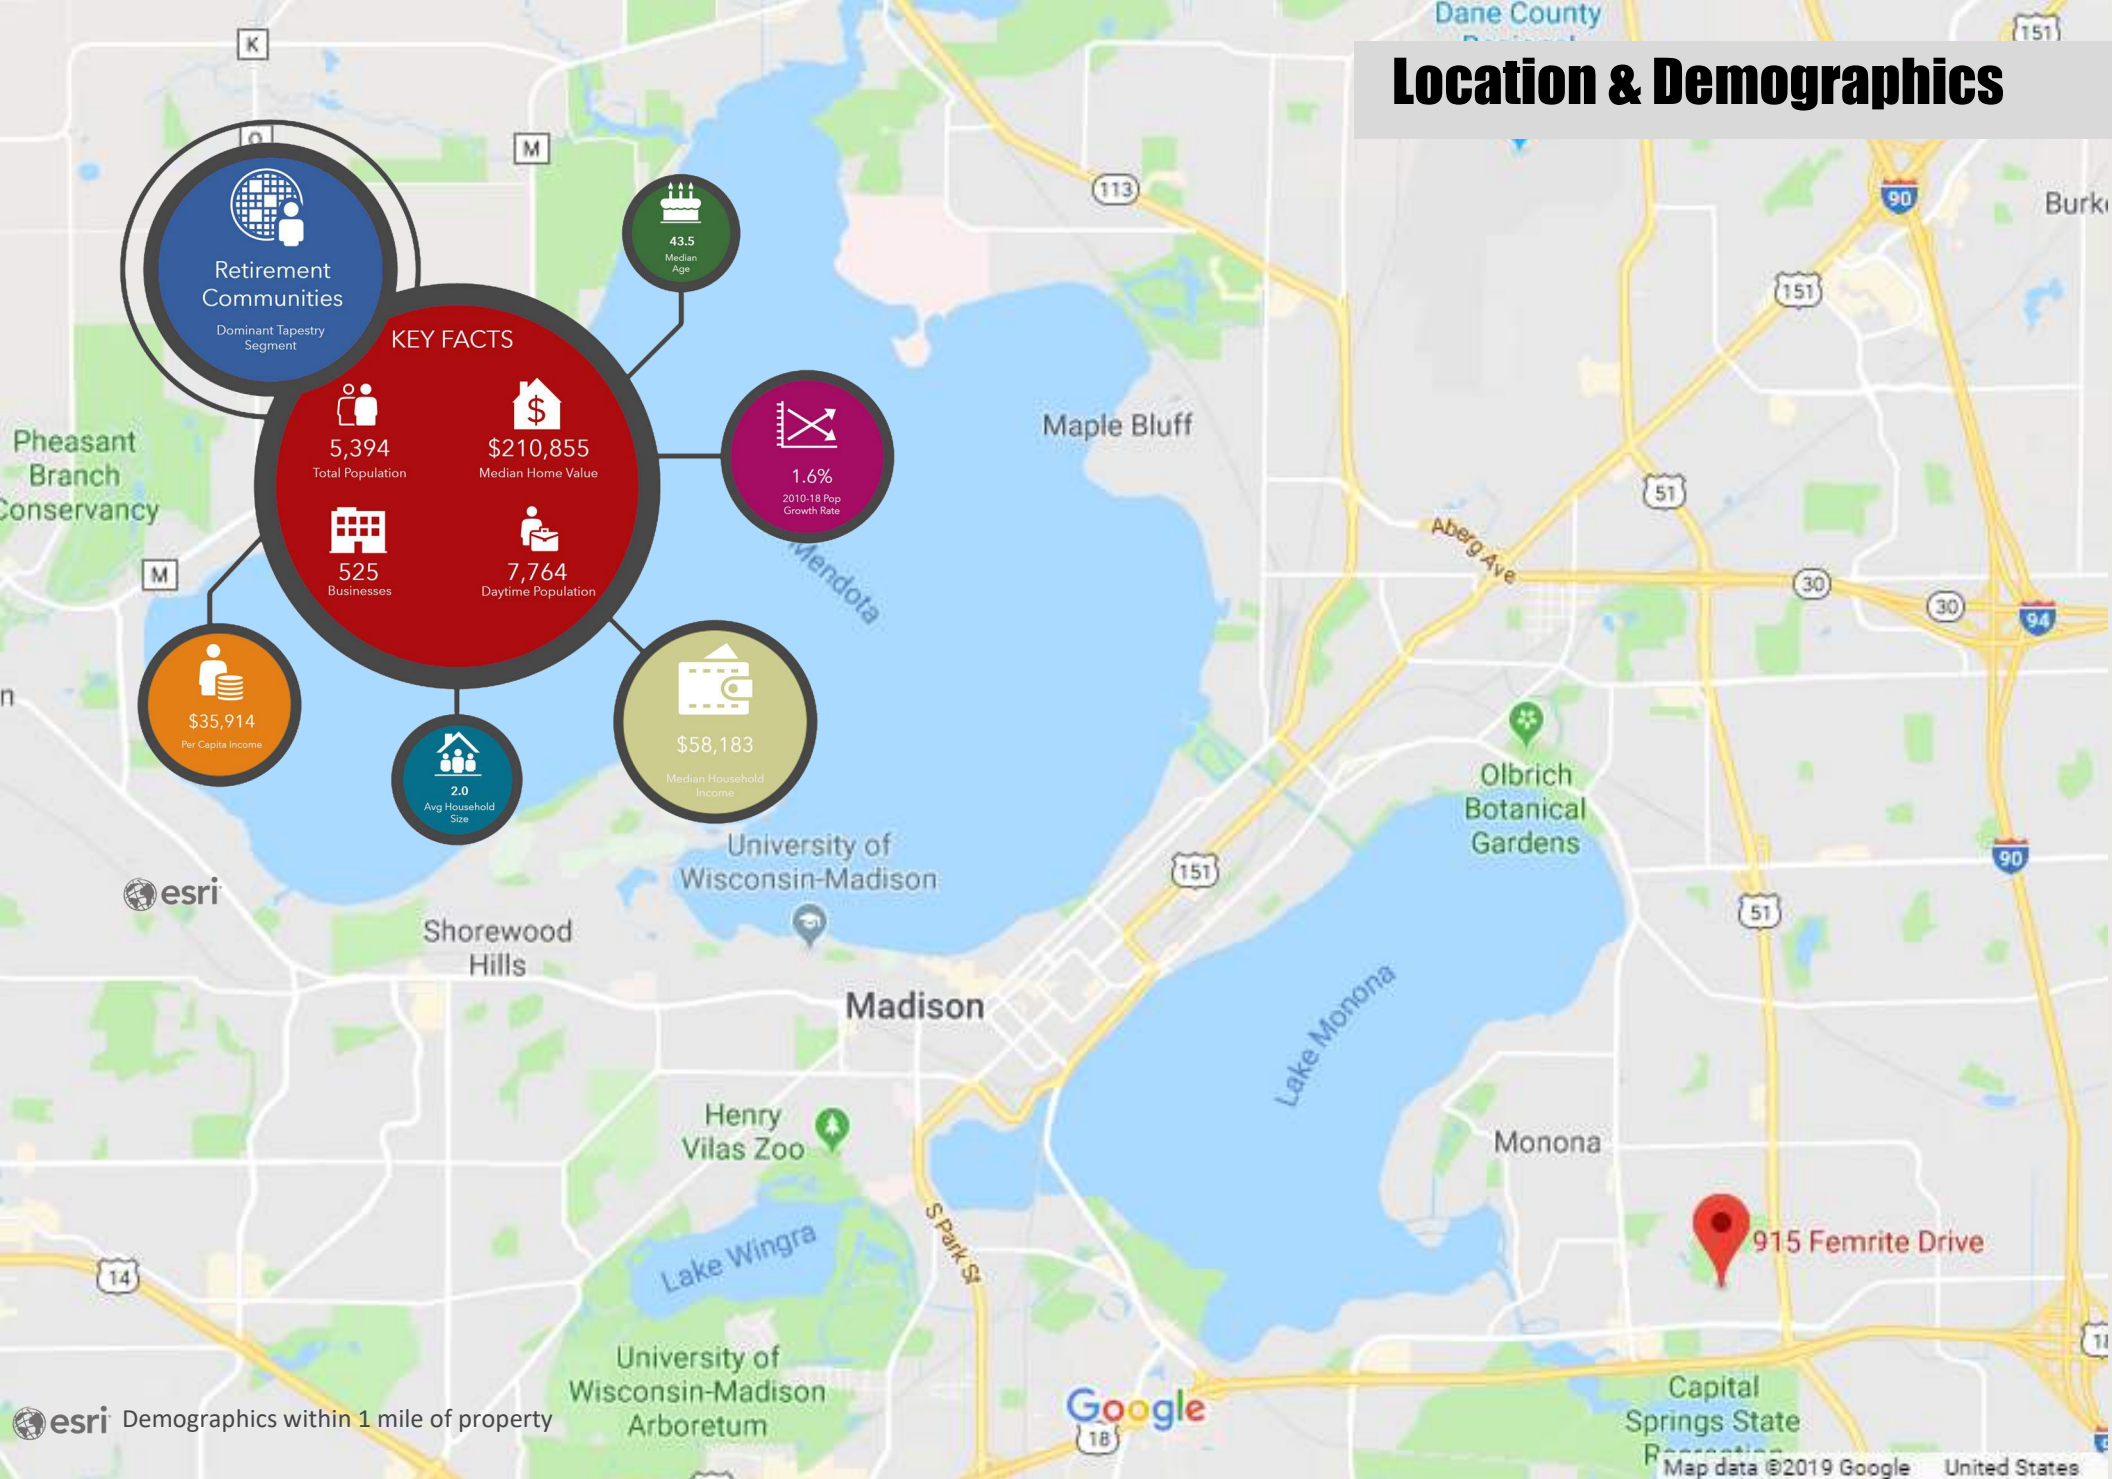 Location & Demographics
Dane County
151
K
M
113
90
151
Retirement
Communities
Dominant Tapestry
Segment
43.5
Median
Age
KEY FACTS
5,394
Total Population
$210,855
Median Home Value
525
Businesses
7,764
Daytime Population
1.6%
2010-18 Pop
Growth Rate
$35,914
Per Capita Income
2.0
Avg Household
Size
$58,183
Median Household
Income
Pheasant
Branch
Conservancy
M
Mendota
Maple Bluff
51
Aberg Ave
30
30
94
Olbrich
Botanical
Gardens
90
51
151
University of
Wisconsin-Madison
esri
Shorewood
Hills
Madison
Lake Monona
Henry
Vilas Zoo
Monona
915 Femrite Drive
S Park St
Lake Wingra
14
University of
Wisconsin-Madison
Arboretum
Google
18
Capital
Springs State
esri Demographics within 1 mile of property
Map data ©2019 Google United States